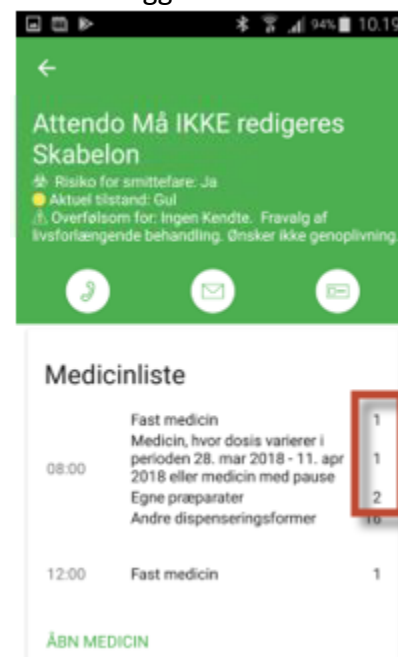 94% 10.19
Attendo Må IKKE redigeres
Skabelon
Risiko for smittefare: Ja
Aktuel tilstand: Gul
Overfølsom for: Ingen Kendte. Fravalg af
livsforlængende behandling. Ønsker ikke genoplivning
Medicinliste
Fast medicin 1
Medicin, hvor dosis varierer i
08:00 perioden 28. mar 2018 - 11. apr 1
2018 eller medicin med pause
Egne præparater 2
Andre dispenseringsformer 16
12:00 Fast medicin 1
ÅBN MEDICIN